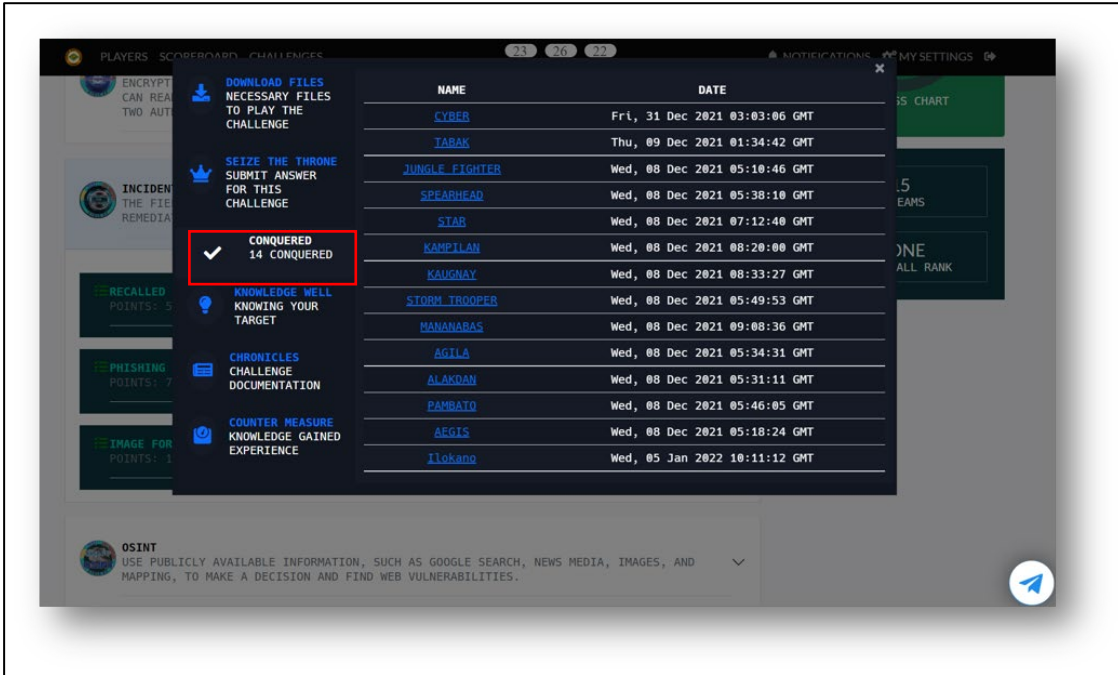 PLAYERS SCOREBOARD CHALLENGES
23 26 22
NOTIFICATIONS MY SETTINGS
ENCRYPT
CAN REA
TWO AUT
INCIDEN
THE FIE
REMEDIA
RECALLED
POINTS: 5
PHISHING
POINTS: 7
IMAGE FOR
POINTS: 1
DOWNLOAD FILES
NECESSARY FILES
TO PLAY THE
CHALLENGE
SEIZE THE THRONE
SUBMIT ANSWER
FOR THIS
CHALLENGE
CONQUERED
14 CONQUERED
KNOWLEDGE WELL
KNOWING YOUR
TARGET
CHRONICLES
CHALLENGE
DOCUMENTATION
COUNTER MEASURE
KNOWLEDGE GAINED
EXPERIENCE
×
NAME DATE
CYBER Fri, 31 Dec 2021 03:03:06 GMT
TABAK Thu, 09 Dec 2021 01:34:42 GMT
JUNGLE FIGHTER Wed, 08 Dec 2021 05:10:46 GMT
SPEARHEAD Wed, 08 Dec 2021 05:38:10 GMT
STAR Wed, 08 Dec 2021 07:12:40 GMT
KAMPILAN Wed, 08 Dec 2021 08:20:00 GMT
KAUGNAY Wed, 08 Dec 2021 08:33:27 GMT
STORM TROOPER Wed, 08 Dec 2021 05:49:53 GMT
MANANABAS Wed, 08 Dec 2021 09:08:36 GMT
AGILA Wed, 08 Dec 2021 05:34:31 GMT
ALAKDAN Wed, 08 Dec 2021 05:31:11 GMT
PAMBATO Wed, 08 Dec 2021 05:46:05 GMT
AEGIS Wed, 08 Dec 2021 05:18:24 GMT
Ilokano Wed, 05 Jan 2022 10:11:12 GMT
SS CHART
15
EAMS
ONE
ALL RANK
OSINT
USE PUBLICLY AVAILABLE INFORMATION, SUCH AS GOOGLE SEARCH, NEWS MEDIA, IMAGES, AND
MAPPING, TO MAKE A DECISION AND FIND WEB VULNERABILITIES.